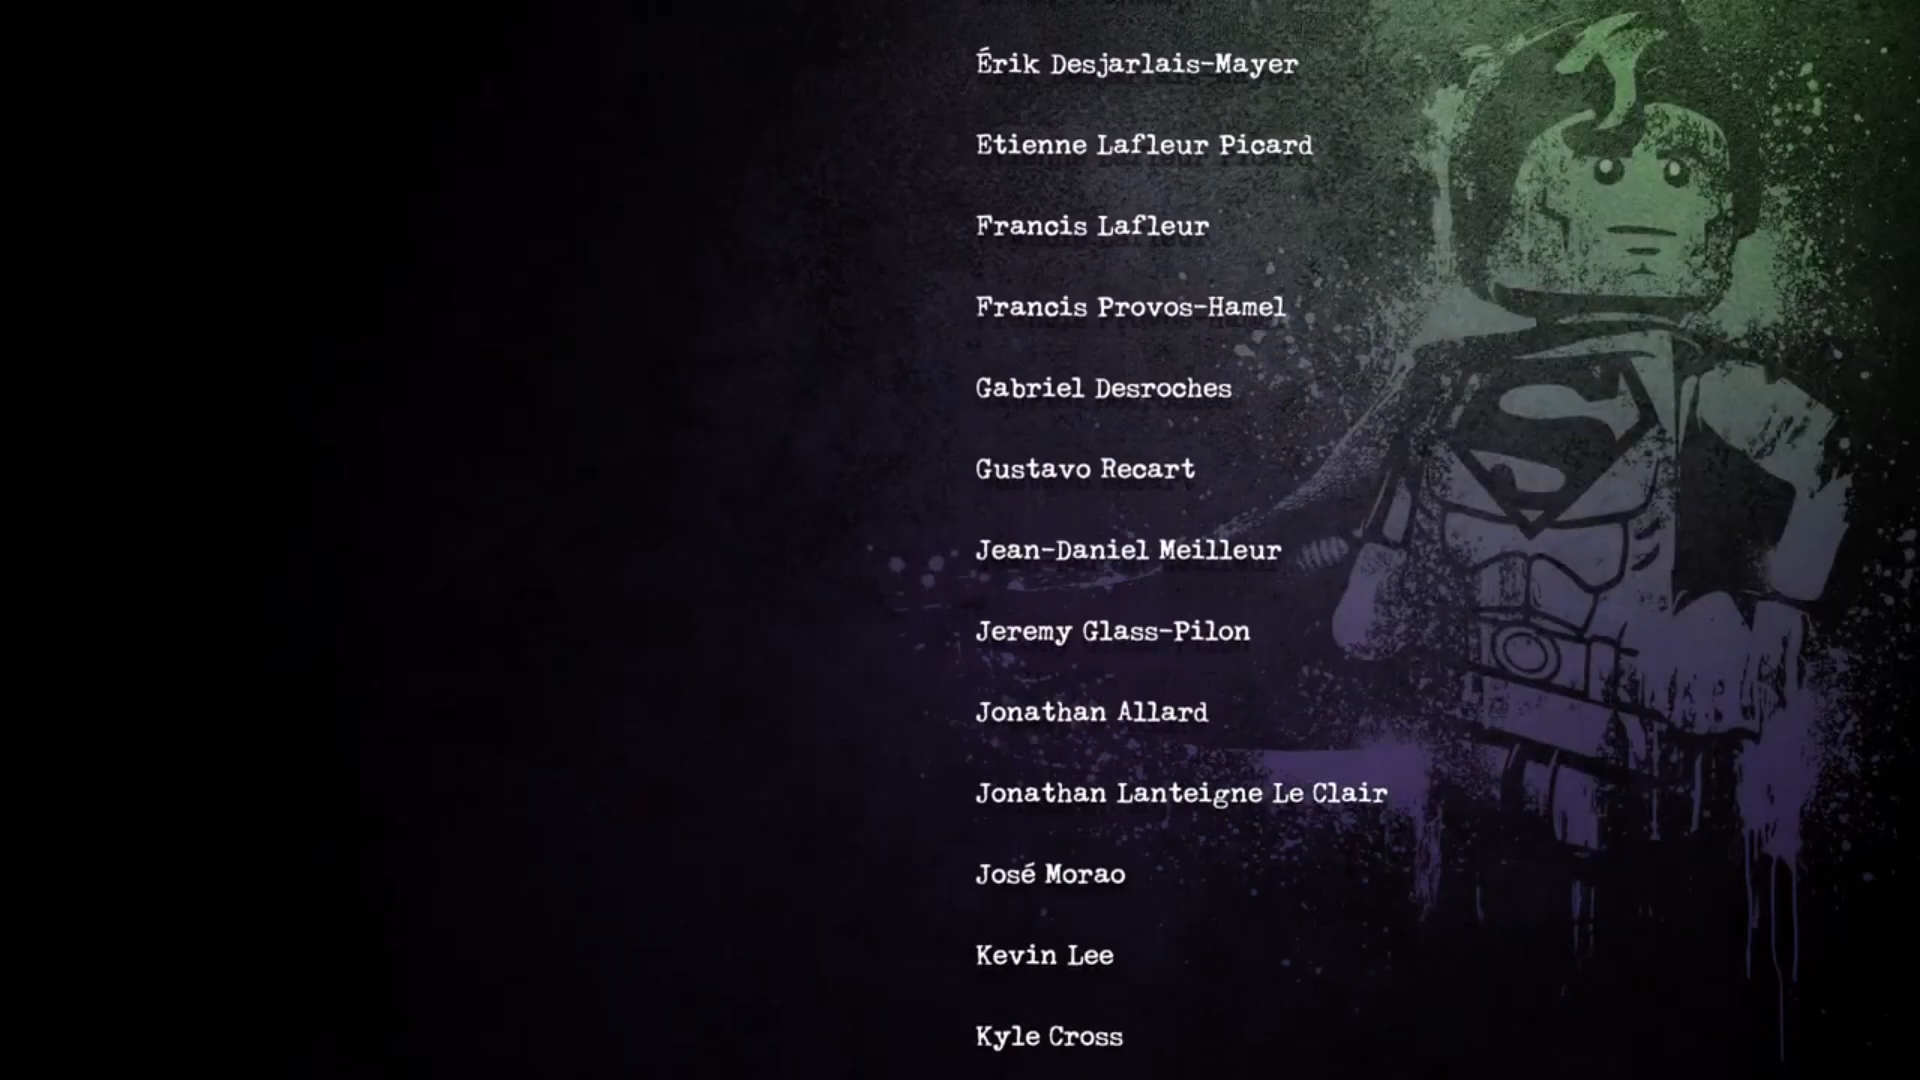 Érik Desjarlais-Mayer
Etienne Lafleur Picard
Francis Lafleur
Francis Provos-Hamel
Gabriel Desroches
Gustavo Recart
Jean-Daniel Meilleur
Jeremy Glass-Pilon
Jonathan Allard
Jonathan Lanteigne Le Clair
José Morao
Kevin Lee
Kyle Cross